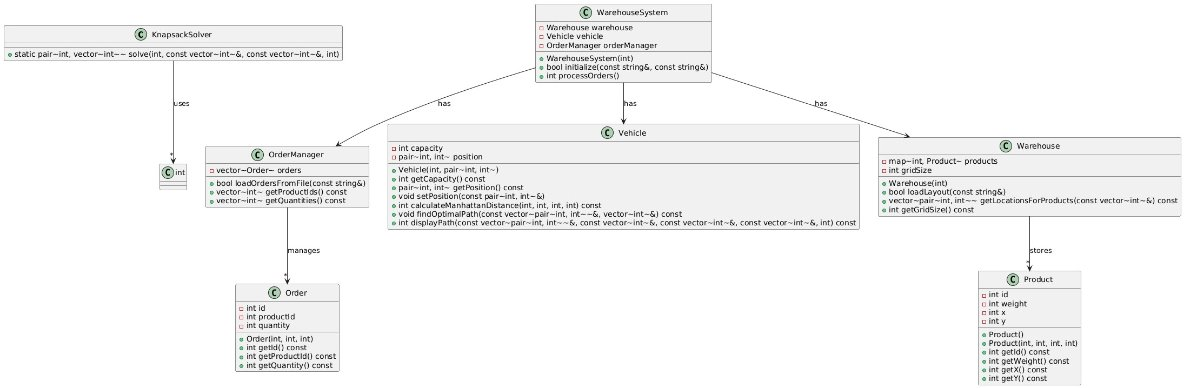 C KnapsackSolver
static pair~int, vector~int~~ solve(int, const vector~int~&, const vector~int~&, int)
C WarehouseSystem
Warehouse warehouse
Vehicle vehicle
OrderManager orderManager
WarehouseSystem(int)
bool initialize(const string&, const string&)
int processOrders()
uses
*
has
has
has
C int
C OrderManager
vector~Order~ orders
bool loadOrdersFromFile(const string&)
vector~int~ getProductIds() const
vector~int~ getQuantities() const
C Vehicle
int capacity
pair~int, int~ position
Vehicle(int, pair~int, int~)
int getCapacity() const
pair~int, int~ getPosition() const
void setPosition(const pair~int, int~&)
int calculateManhattanDistance(int, int, int, int) const
void findOptimalPath(const vector~pair~int, int~~&, vector~int~&) const
int displayPath(const vector~pair~int, int~~&, const vector~int~&, const vector~int~&, const vector~int~&, int) const
C Warehouse
map~int, Product~ products
int gridSize
Warehouse(int)
bool loadLayout(const string&)
vector~pair~int, int~~ getLocationsForProducts(const vector~int~&) const
int getGridSize() const
manages
*
stores
*
C Order
int id
int productId
int quantity
Order(int, int, int)
int getId() const
int getProductId() const
int getQuantity() const
C Product
int id
int weight
int x
int y
Product()
Product(int, int, int, int)
int getId() const
int getWeight() const
int getX() const
int getY() const